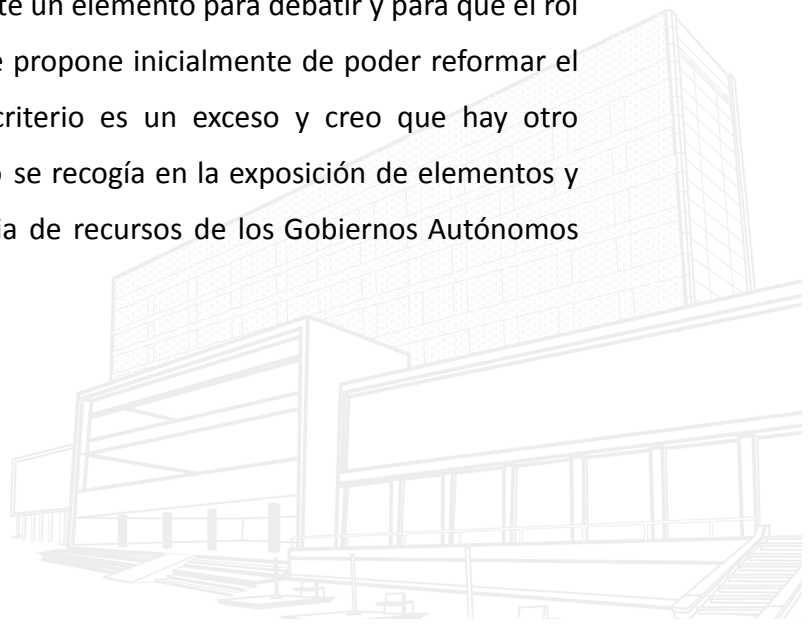 te un elemento para debatir y para que el rol
e propone inicialmente de poder reformar el
criterio es un exceso y creo que hay otro
se recogía en la exposición de elementos y
ia de recursos de los Gobiernos Autónomos